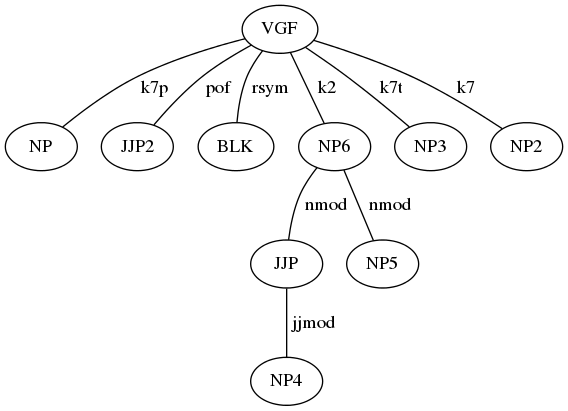 VGF
k7p pof rsym k2 k7t k7
NP JJP2 BLK NP6 NP3 NP2
nmod nmod
JJP NP5
jjmod
NP4